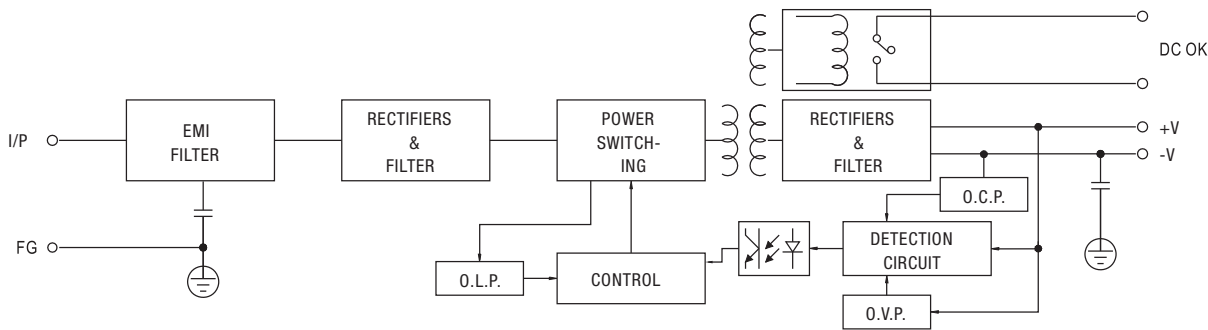 DC OK
I/P
EMI
FILTER
RECTIFIERS
&
FILTER
POWER
SWITCH-
ING
RECTIFIERS
&
FILTER
+V
-V
O.C.P.
FG
DETECTION
CIRCUIT
O.L.P.
CONTROL
O.V.P.